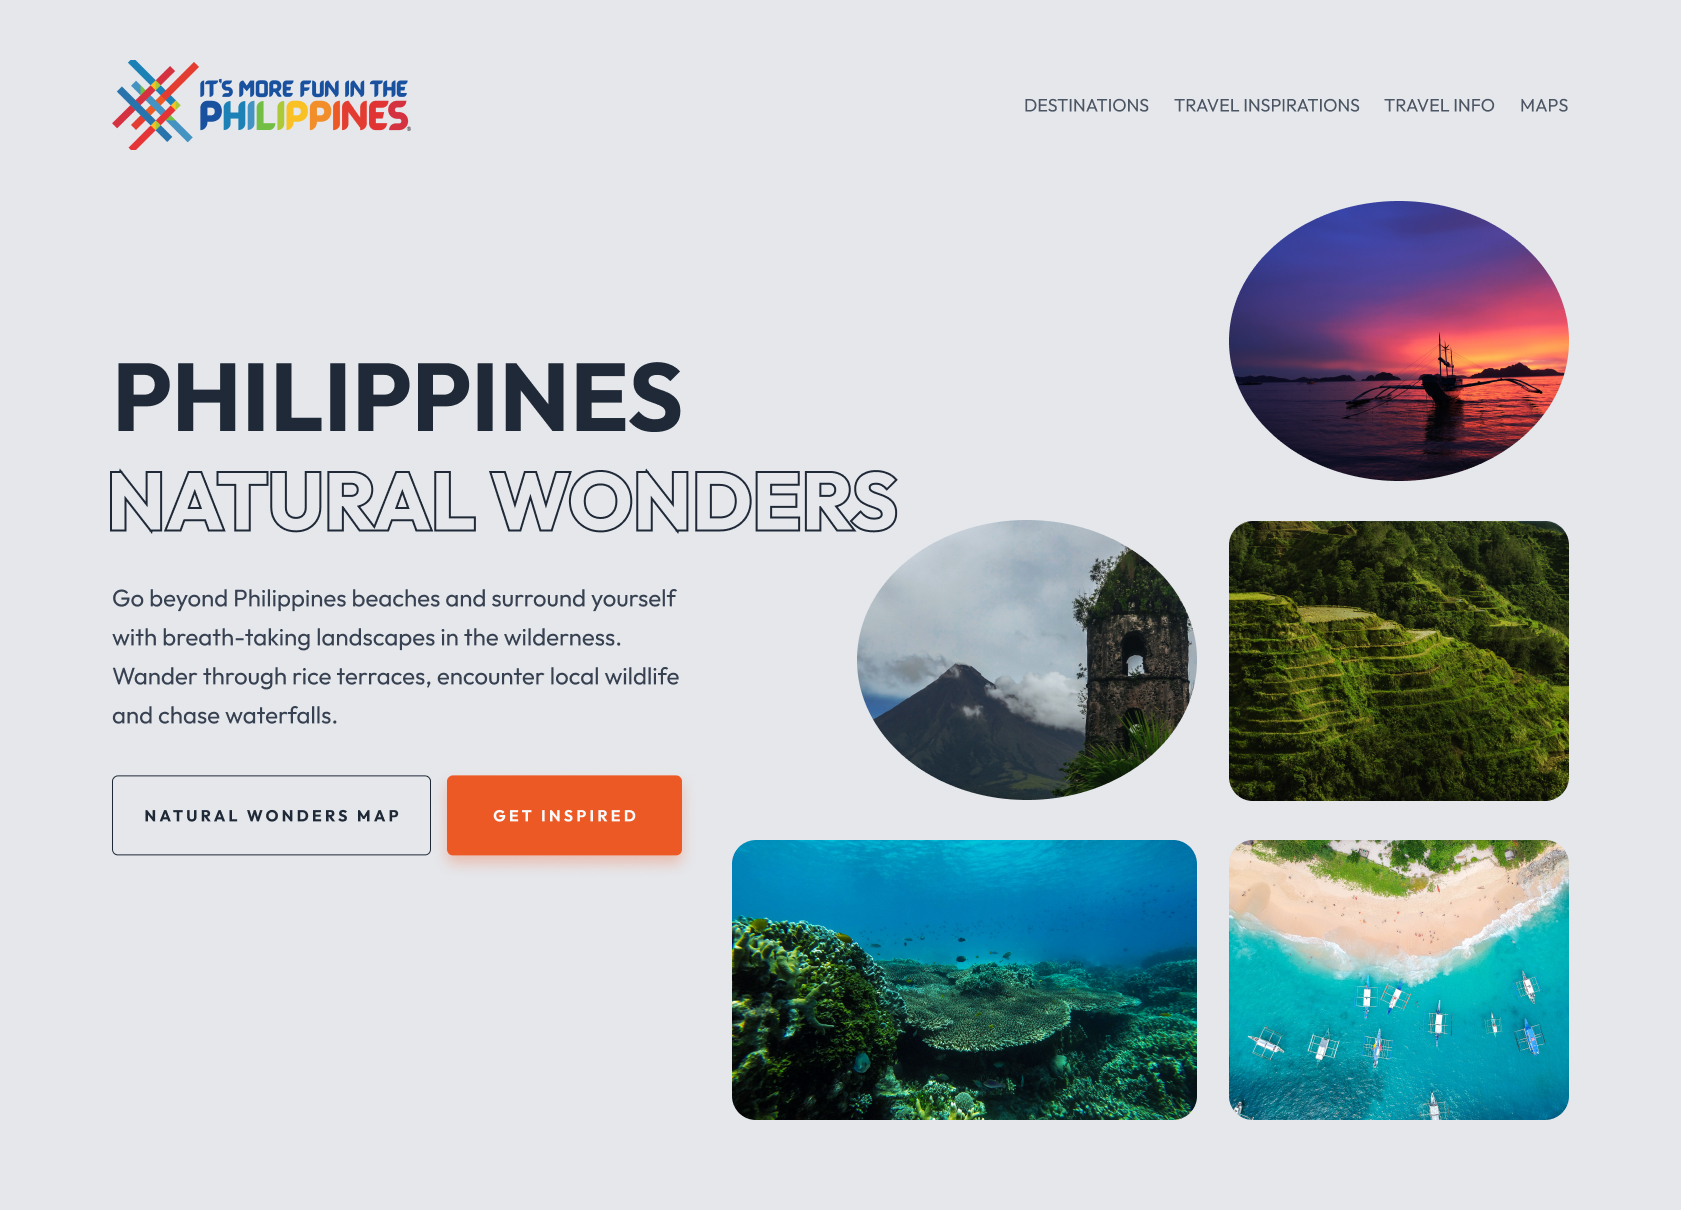 IT'S MORE FUN IN THE
PHILIPPINES
DESTINATIONS TRAVEL INSPIRATIONS TRAVEL INFO MAPS
PHILIPPINES
NATURAL WONDERS
Go beyond Philippines beaches and surround yourself
with breath-taking landscapes in the wilderness.
Wander through rice terraces, encounter local wildlife
and chase waterfalls.
NATURAL WONDERS MAP
GET INSPIRED